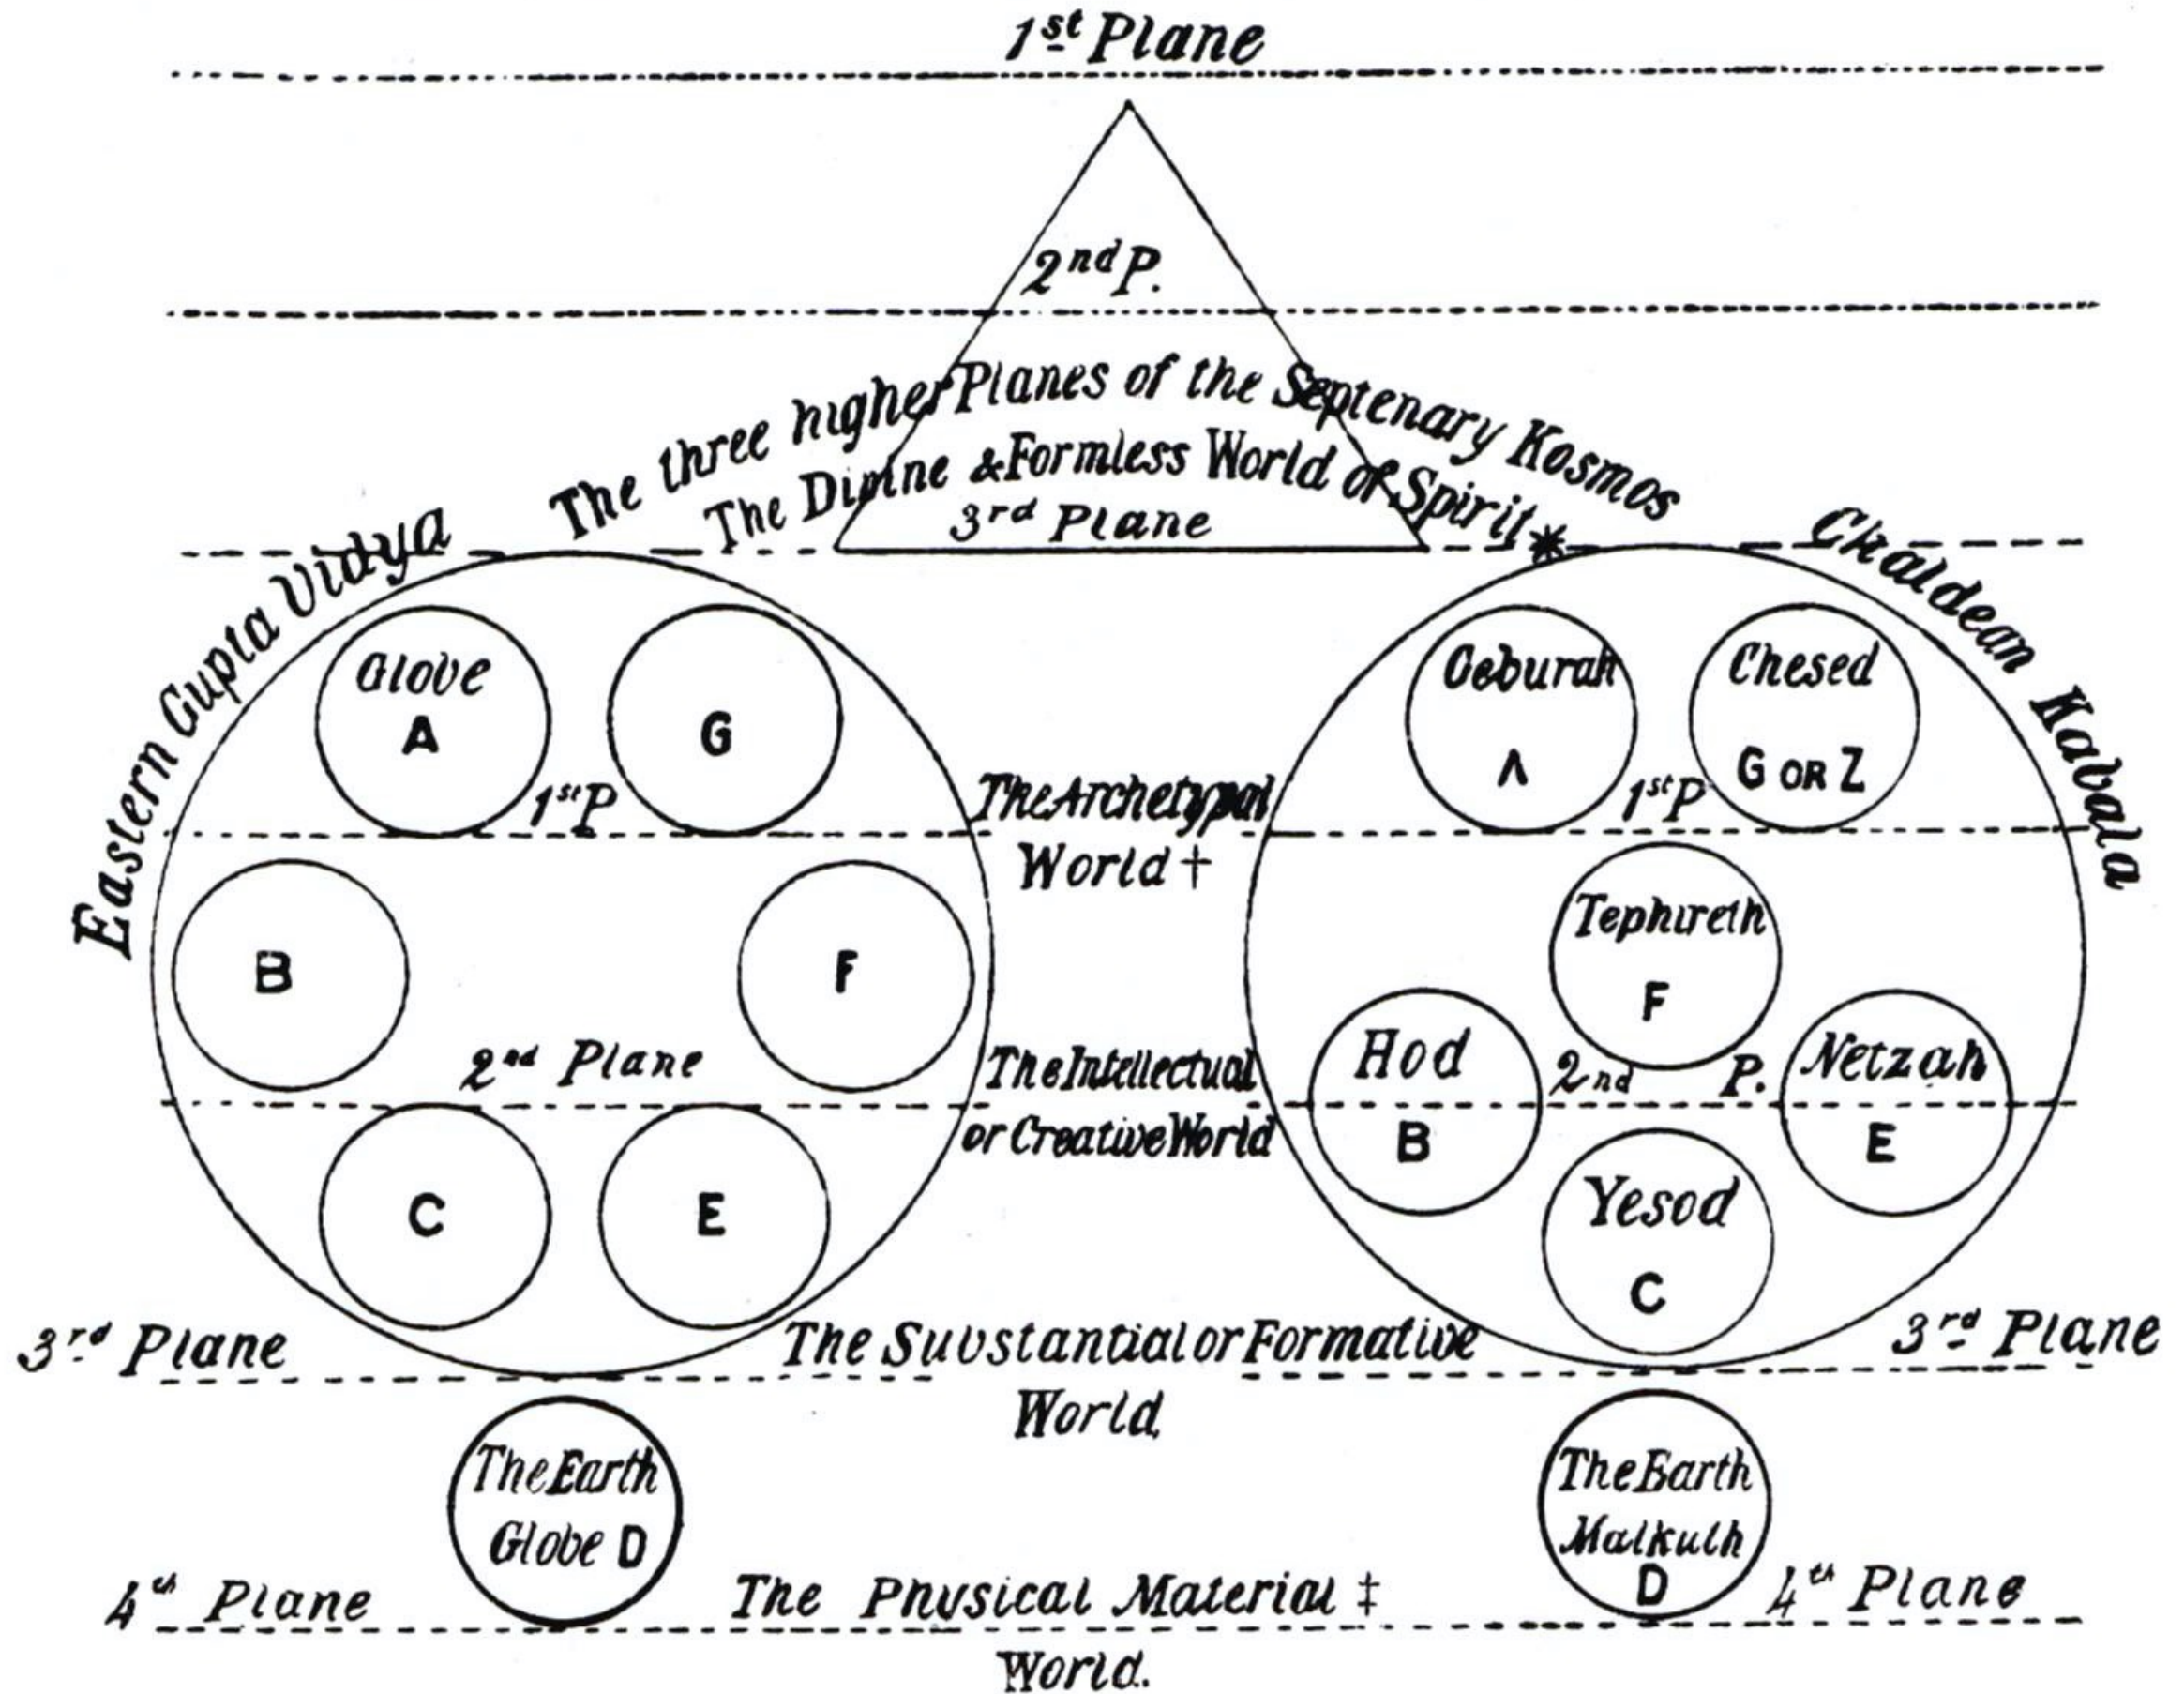 1st Plane
2nd P.
The three higher Planes of the Septenary Kosmos
The Divine & Formless World of Spirit *
3rd Plane
Eastern Gupta Vidya
Chaldean Kabala
Globe
A
G
1st P
The Archetypal
World †
Geburah
A
Chesed
G OR Z
1st P
B
F
2nd Plane
The Intellectual
or Creative World
Tephireth
F
Hod
B
2nd P.
Netzah
E
C
E
Yesod
C
3rd Plane
The Substantial or Formative
World.
3rd Plane
The Earth
Globe D
The Earth
Malkuth
D
4th Plane
The Physical Material ‡
World.
4th Plane